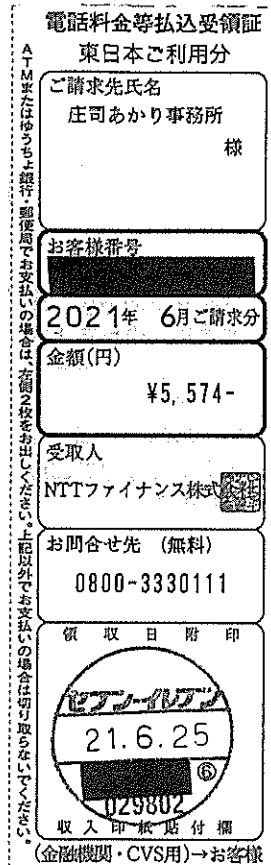 電話料金等払込受領証
東日本ご利用分
ご請求先氏名
庄司あかり事務所
様
お客様番号
2021年 6月ご請求分
金額(円)
¥5,574-
受取人
NTTファイナンス株式会社
お問合せ先 (無料)
0800-3330111
領収日附印
セブン-イレブン
21.6.25
⑥
029802
収入印紙貼付欄
(金融機関・CVS用)→お客様
ATMまたはゆうちょ銀行・郵便局でお支払いの場合は、左側2枚をお出しください。上記以外でお支払いの場合は切り取らないでください。